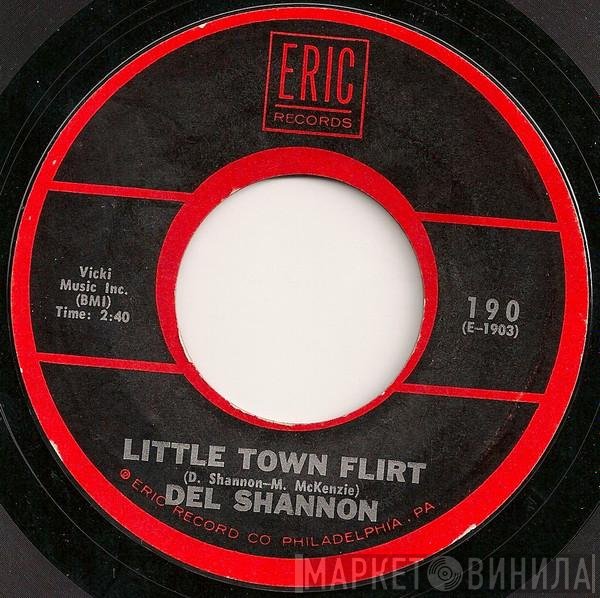 ERIC
RECORDS
Vicki
Music Inc.
(BMI)
Time: 2:40
190
(E-1903)
LITTLE TOWN FLIRT
(D. Shannon-M. McKenzie)
DEL SHANNON
℗ ERIC RECORD CO PHILADELPHIA, PA
МАРКЕТ ВИНИЛА